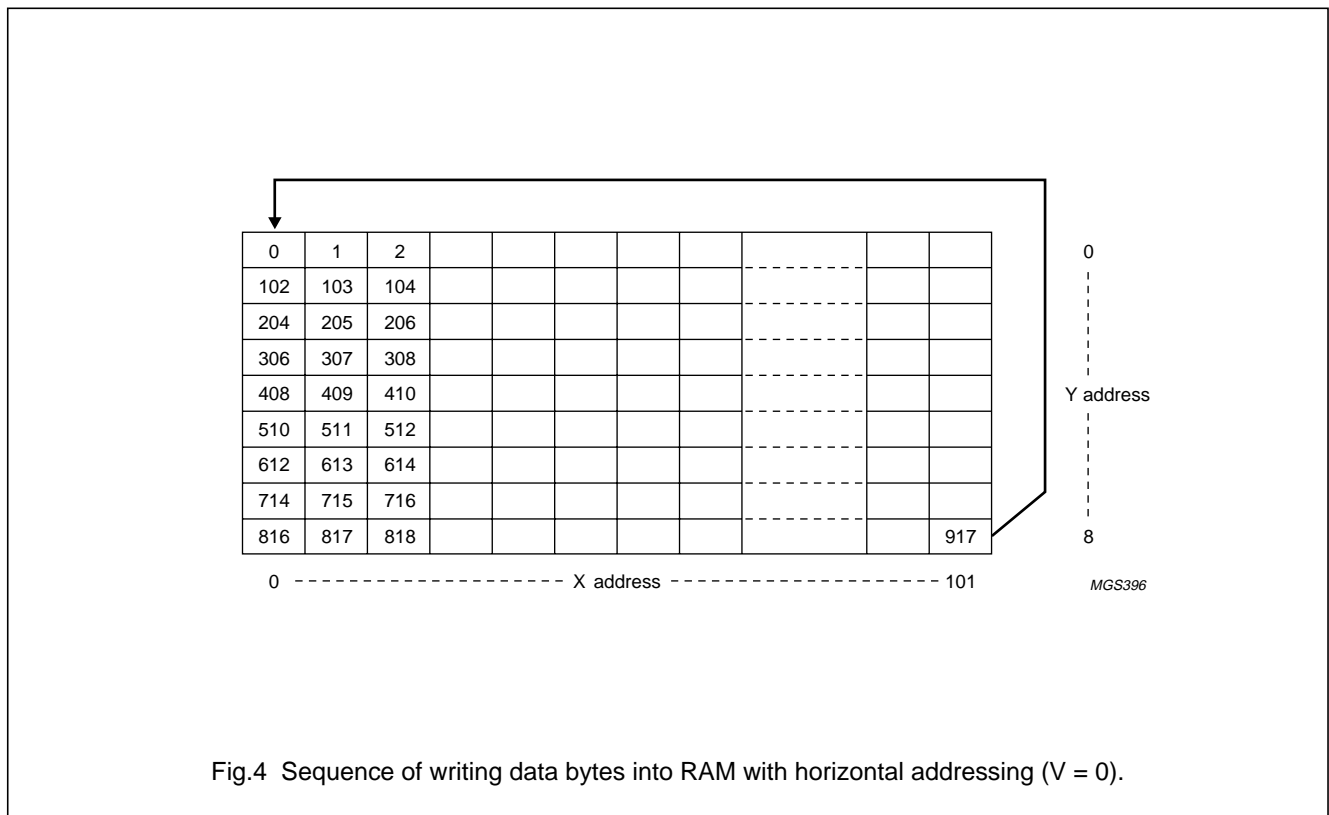 0 1 2 0
102 103 104
204 205 206
306 307 308
408 409 410 Y address
510 511 512
612 613 614
714 715 716
816 817 818 917 8
0 X address 101 MGS396
Fig.4 Sequence of writing data bytes into RAM with horizontal addressing (V = 0).